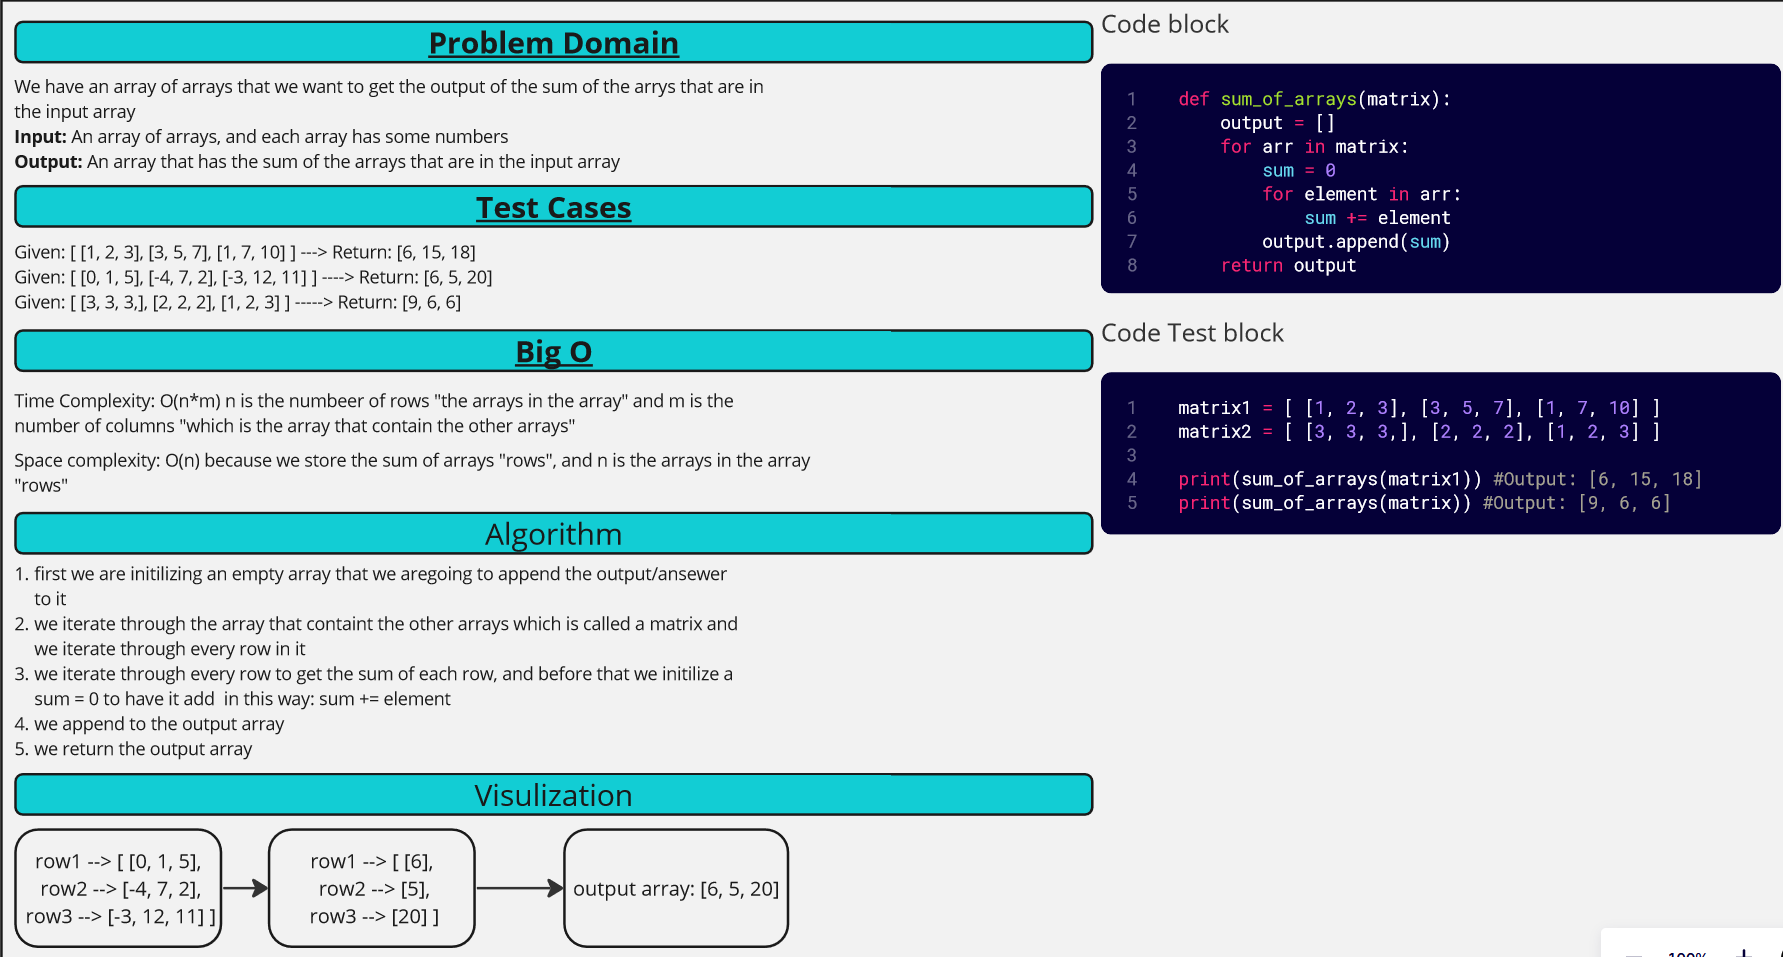 Problem Domain
We have an array of arrays that we want to get the output of the sum of the arrys that are in
the input array
Input: An array of arrays, and each array has some numbers
Output: An array that has the sum of the arrays that are in the input array
Test Cases
Given: [ [1, 2, 3], [3, 5, 7], [1, 7, 10] ] ---> Return: [6, 15, 18]
Given: [ [0, 1, 5], [-4, 7, 2], [-3, 12, 11] ] ----> Return: [6, 5, 20]
Given: [ [3, 3, 3,], [2, 2, 2], [1, 2, 3] ] -----> Return: [9, 6, 6]
Big O
Time Complexity: O(n*m) n is the numbeer of rows "the arrays in the array" and m is the
number of columns "which is the array that contain the other arrays"
Space complexity: O(n) because we store the sum of arrays "rows", and n is the arrays in the array
"rows"
Algorithm
1. first we are initilizing an empty array that we aregoing to append the output/ansewer
to it
2. we iterate through the array that containt the other arrays which is called a matrix and
we iterate through every row in it
3. we iterate through every row to get the sum of each row, and before that we initilize a
sum = 0 to have it add  in this way: sum += element
4. we append to the output array
5. we return the output array
Visulization
row1 --> [ [0, 1, 5],
row2 --> [-4, 7, 2],
row3 --> [-3, 12, 11] ]
row1 --> [ [6],
row2 --> [5],
row3 --> [20] ]
output array: [6, 5, 20]
Code block
1 def sum_of_arrays(matrix):
2     output = []
3     for arr in matrix:
4         sum = 0
5         for element in arr:
6             sum += element
7         output.append(sum)
8     return output
Code Test block
1 matrix1 = [ [1, 2, 3], [3, 5, 7], [1, 7, 10] ]
2 matrix2 = [ [3, 3, 3,], [2, 2, 2], [1, 2, 3] ]
3
4 print(sum_of_arrays(matrix1)) #Output: [6, 15, 18]
5 print(sum_of_arrays(matrix)) #Output: [9, 6, 6]
100%